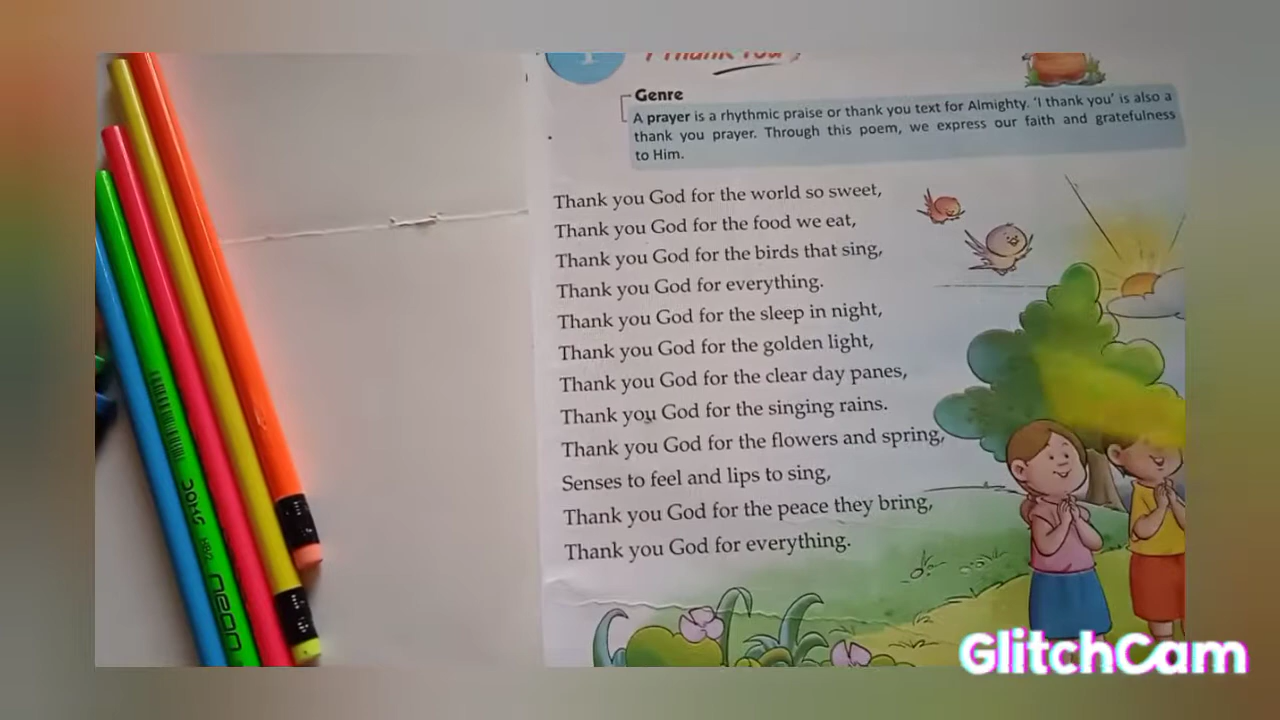 1
I Thank You!
Genre
A prayer is a rhythmic praise or thank you text for Almighty. 'I thank you' is also a
thank you prayer. Through this poem, we express our faith and gratefulness
to Him.
Thank you God for the world so sweet,
Thank you God for the food we eat,
Thank you God for the birds that sing,
Thank you God for everything.
Thank you God for the sleep in night,
Thank you God for the golden light,
Thank you God for the clear day panes,
Thank you God for the singing rains.
Thank you God for the flowers and spring,
Senses to feel and lips to sing,
Thank you God for the peace they bring,
Thank you God for everything.
DOMS HB2 neon
GlitchCam